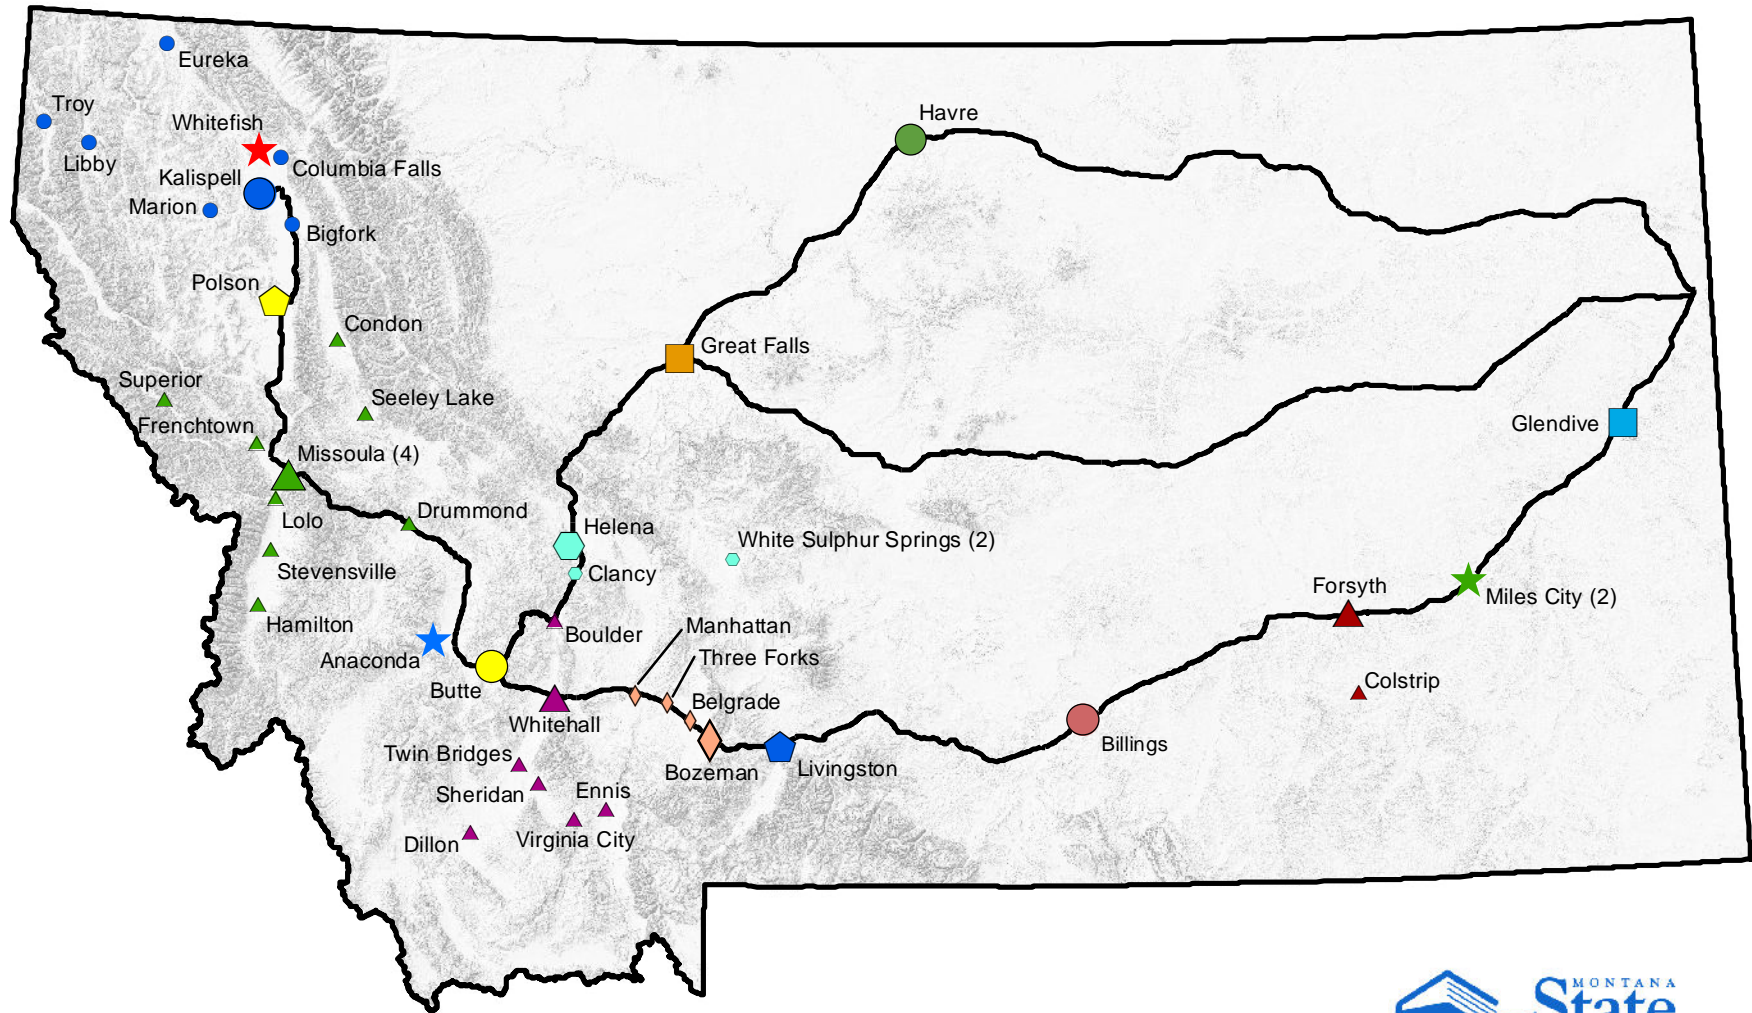 Eureka
Troy
Havre
Whitefish
Libby
Columbia Falls
Kalispell
Marion
Bigfork
Polson
Condon
Great Falls
Superior
Seeley Lake
Frenchtown
Glendive
Missoula (4)
Drummond
Lolo
Helena
White Sulphur Springs (2)
Stevensville
Clancy
Forsyth
Miles City (2)
Hamilton
Boulder
Manhattan
Anaconda
Three Forks
Butte
Colstrip
Belgrade
Whitehall
Billings
Twin Bridges
Bozeman
Livingston
Sheridan
Ennis
Dillon
Virginia City
MONTANA
State